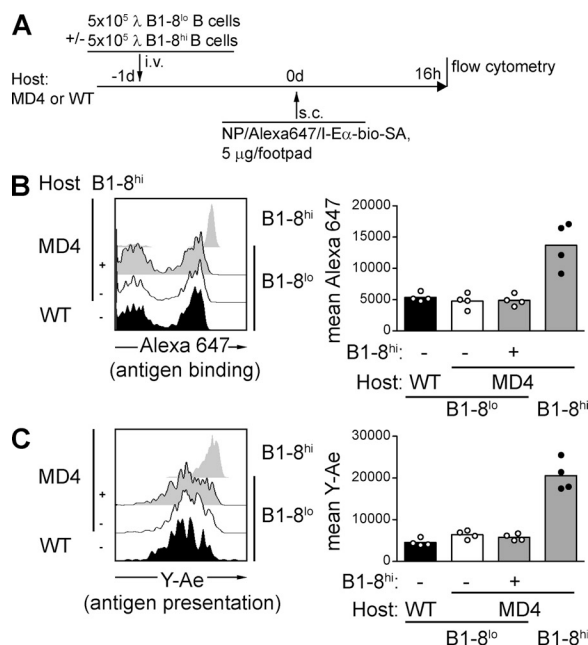 A
5x10⁵ λ B1-8ˡᵒ B cells
+/- 5x10⁵ λ B1-8ʰⁱ B cells
i.v.
Host: -1d 0d 16h flow cytometry
MD4 or WT
s.c.
NP/Alexa647/I-Eα-bio-SA,
5 μg/footpad
B
Host B1-8ʰⁱ
MD4
+
-
WT -
B1-8ʰⁱ
B1-8ˡᵒ
Alexa 647
(antigen binding)
mean Alexa 647
20000
15000
10000
5000
0
B1-8ʰⁱ: - - +
Host: WT MD4
B1-8ˡᵒ B1-8ʰⁱ
C
MD4
+
-
WT -
B1-8ʰⁱ
B1-8ˡᵒ
Y-Ae
(antigen presentation)
mean Y-Ae
30000
20000
10000
0
B1-8ʰⁱ: - - +
Host: WT MD4
B1-8ˡᵒ B1-8ʰⁱ